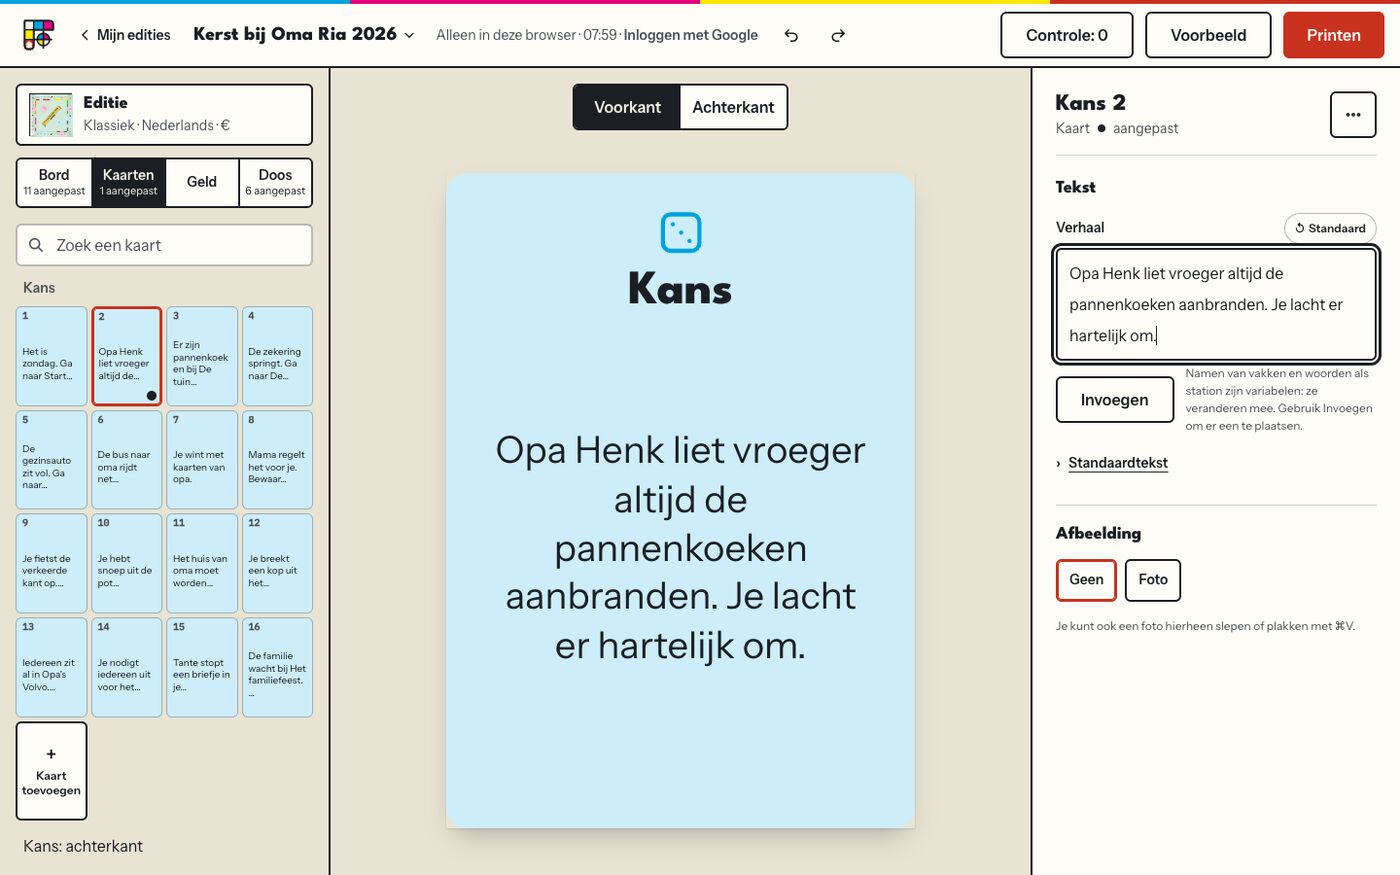 Mijn edities
Kerst bij Oma Ria 2026
Alleen in deze browser · 07:59 · Inloggen met Google
Controle: 0
Voorbeeld
Printen
Editie
Klassiek · Nederlands · €
Bord
11 aangepast
Kaarten
1 aangepast
Geld
Doos
6 aangepast
Zoek een kaart
Kans
1
Het is
zondag. Ga
naar Start...
2
Opa Henk
liet vroeger
altijd de...
3
Er zijn
pannenkoek
en bij De
tuin...
4
De zekering
springt. Ga
naar De...
5
De
gezinsauto
zit vol. Ga
naar...
6
De bus naar
oma rijdt
net...
7
Je wint met
kaarten van
opa.
8
Mama regelt
het voor je.
Bewaar...
9
Je fietst de
verkeerde
kant op....
10
Je hebt
snoep uit de
pot...
11
Het huis van
oma moet
worden...
12
Je breekt
een kop uit
het...
13
Iedereen zit
al in Opa's
Volvo....
14
Je nodigt
iedereen uit
voor het...
15
Tante stopt
een briefje in
je...
16
De familie
wacht bij Het
familiefeest.
...
+
Kaart
toevoegen
Kans: achterkant
Voorkant
Achterkant
Kans
Opa Henk liet vroeger
altijd de
pannenkoeken
aanbranden. Je lacht
er hartelijk om.
Kans 2
Kaart ● aangepast
...
Tekst
Verhaal
Standaard
Opa Henk liet vroeger altijd de
pannenkoeken aanbranden. Je lacht er
hartelijk om.
Invoegen
Namen van vakken en woorden als
station zijn variabelen: ze
veranderen mee. Gebruik Invoegen
om er een te plaatsen.
› Standaardtekst
Afbeelding
Geen
Foto
Je kunt ook een foto hierheen slepen of plakken met ⌘V.